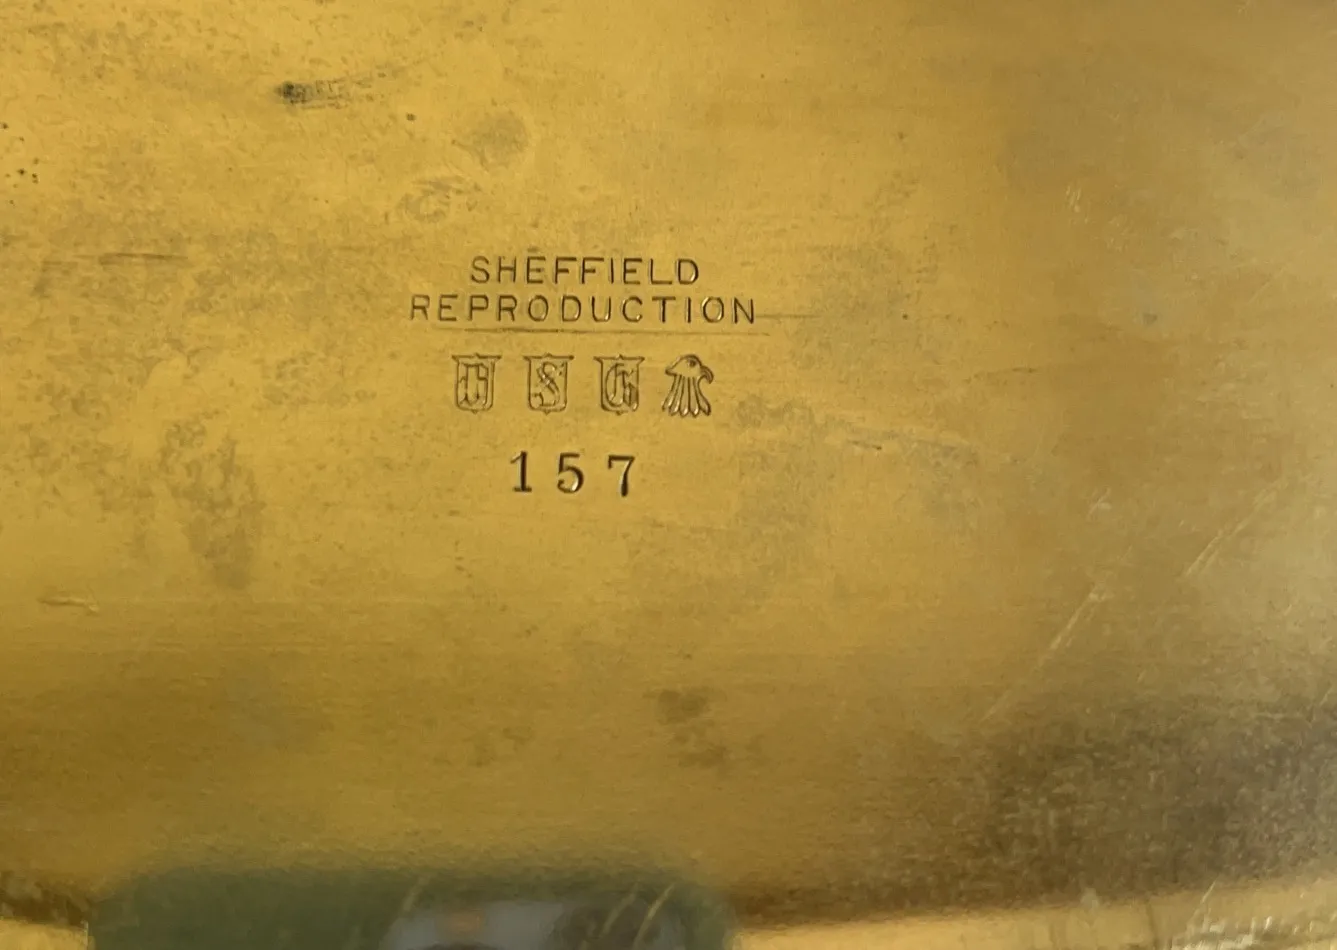 SHEFFIELD
REPRODUCTION
S G
157